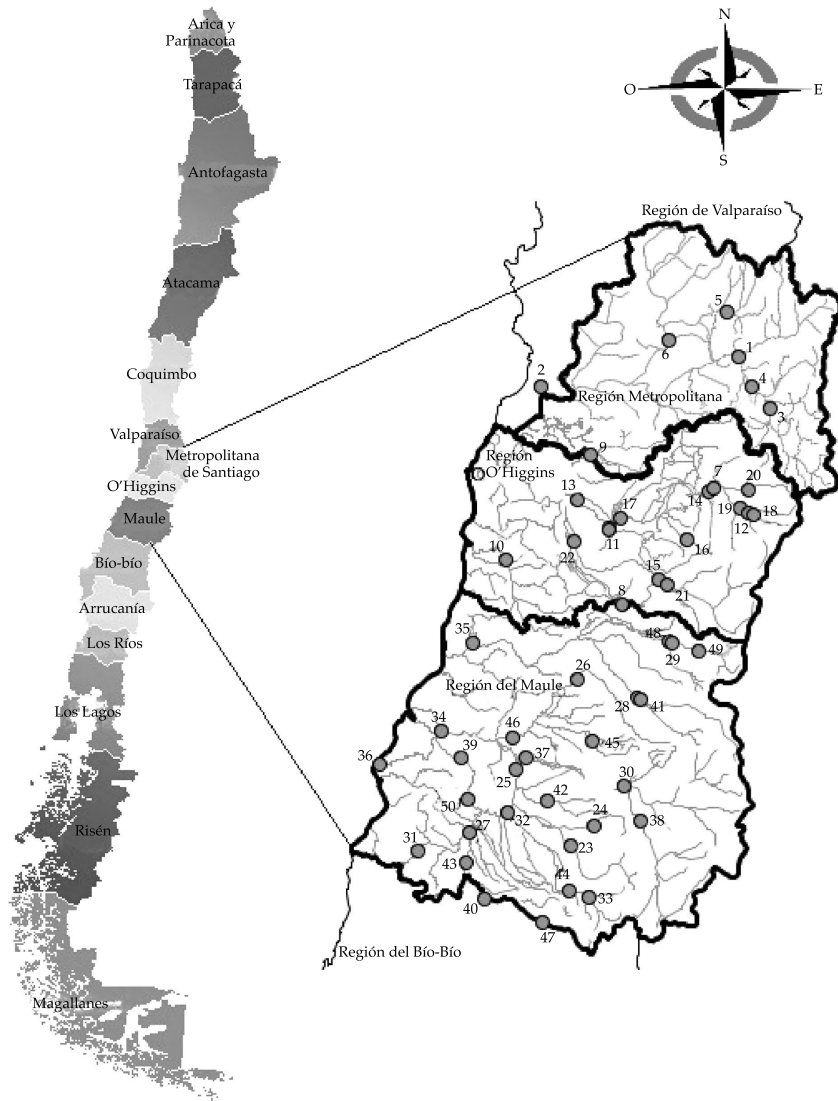 Arica y
Parinacota
Tarapacá
Antofagasta
Atacama
Coquimbo
Valparaíso
Metropolitana
de Santiago
O'Higgins
Maule
Bío-bío
Arrucanía
Los Ríos
Los Lagos
Risén
Magallanes
N
O
E
S
Región de Valparaíso
5
1
6
2
4
Región Metropolitana
3
9
Región
O'Higgins
7
20
13
14
17
19
18
12
11
16
22
10
15
21
8
48
35
29
49
26
Región del Maule
28
41
34
46
45
39
37
36
25
30
50
42
32
24
38
27
31
23
43
44
33
40
47
Región del Bío-Bío